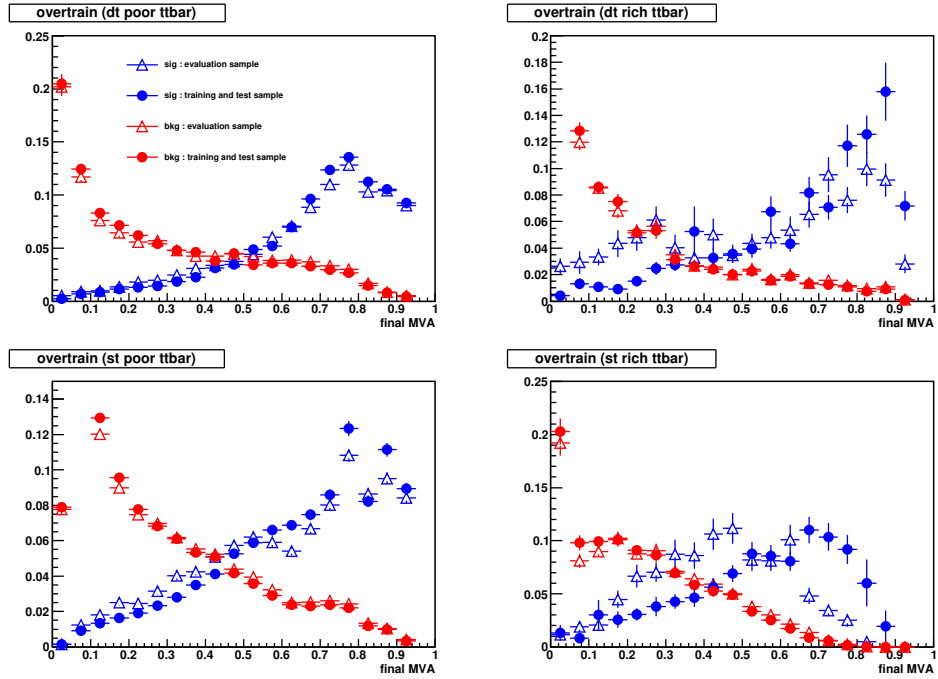 overtrain (dt poor ttbar)
0.25
0.2
0.15
0.1
0.05
0
sig : evaluation sample
sig : training and test sample
bkg : evaluation sample
bkg : training and test sample
0 0.1 0.2 0.3 0.4 0.5 0.6 0.7 0.8 0.9 1
final MVA
overtrain (dt rich ttbar)
0.2
0.18
0.16
0.14
0.12
0.1
0.08
0.06
0.04
0.02
0
0 0.1 0.2 0.3 0.4 0.5 0.6 0.7 0.8 0.9 1
final MVA
overtrain (st poor ttbar)
0.14
0.12
0.1
0.08
0.06
0.04
0.02
0
0 0.1 0.2 0.3 0.4 0.5 0.6 0.7 0.8 0.9 1
final MVA
overtrain (st rich ttbar)
0.25
0.2
0.15
0.1
0.05
0
0 0.1 0.2 0.3 0.4 0.5 0.6 0.7 0.8 0.9 1
final MVA